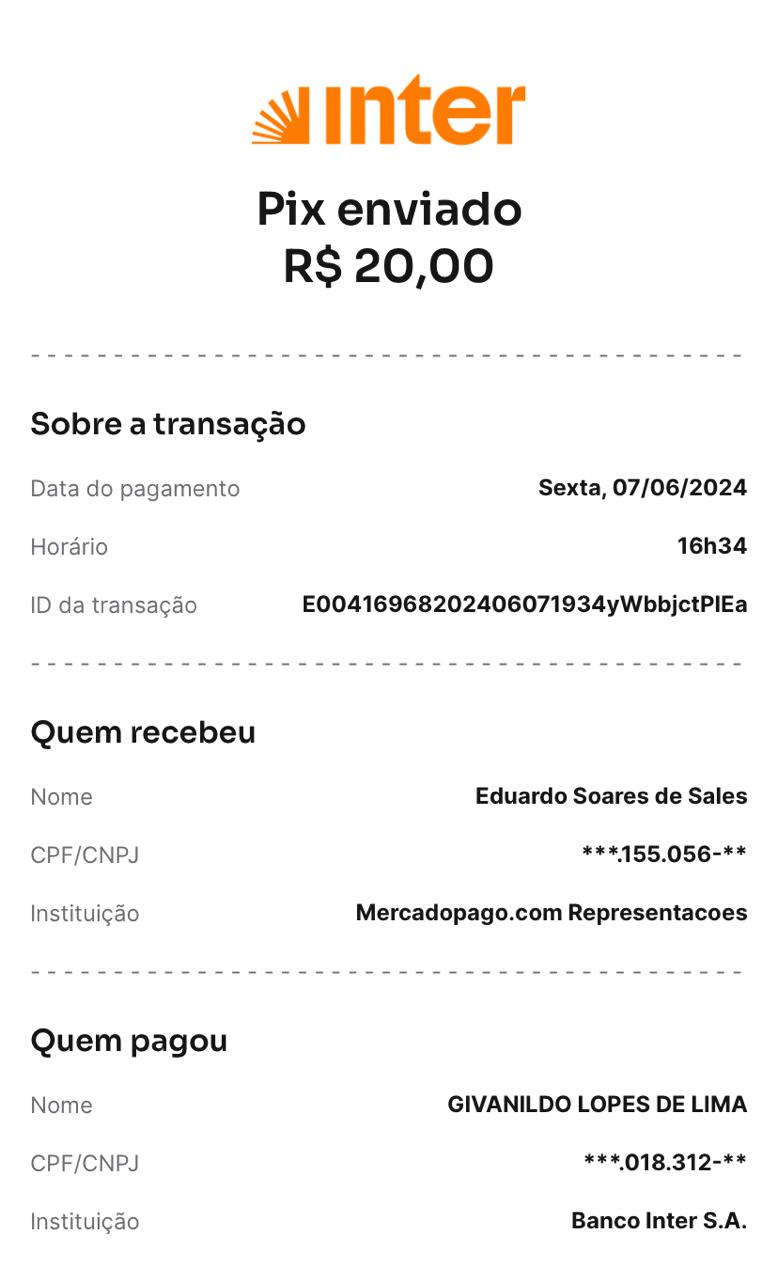 inter
Pix enviado
R$ 20,00
Sobre a transação
Data do pagamento Sexta, 07/06/2024
Horário 16h34
ID da transação E00416968202406071934yWbbjctPlEa
Quem recebeu
Nome Eduardo Soares de Sales
CPF/CNPJ ***.155.056-**
Instituição Mercadopago.com Representacoes
Quem pagou
Nome GIVANILDO LOPES DE LIMA
CPF/CNPJ ***.018.312-**
Instituição Banco Inter S.A.